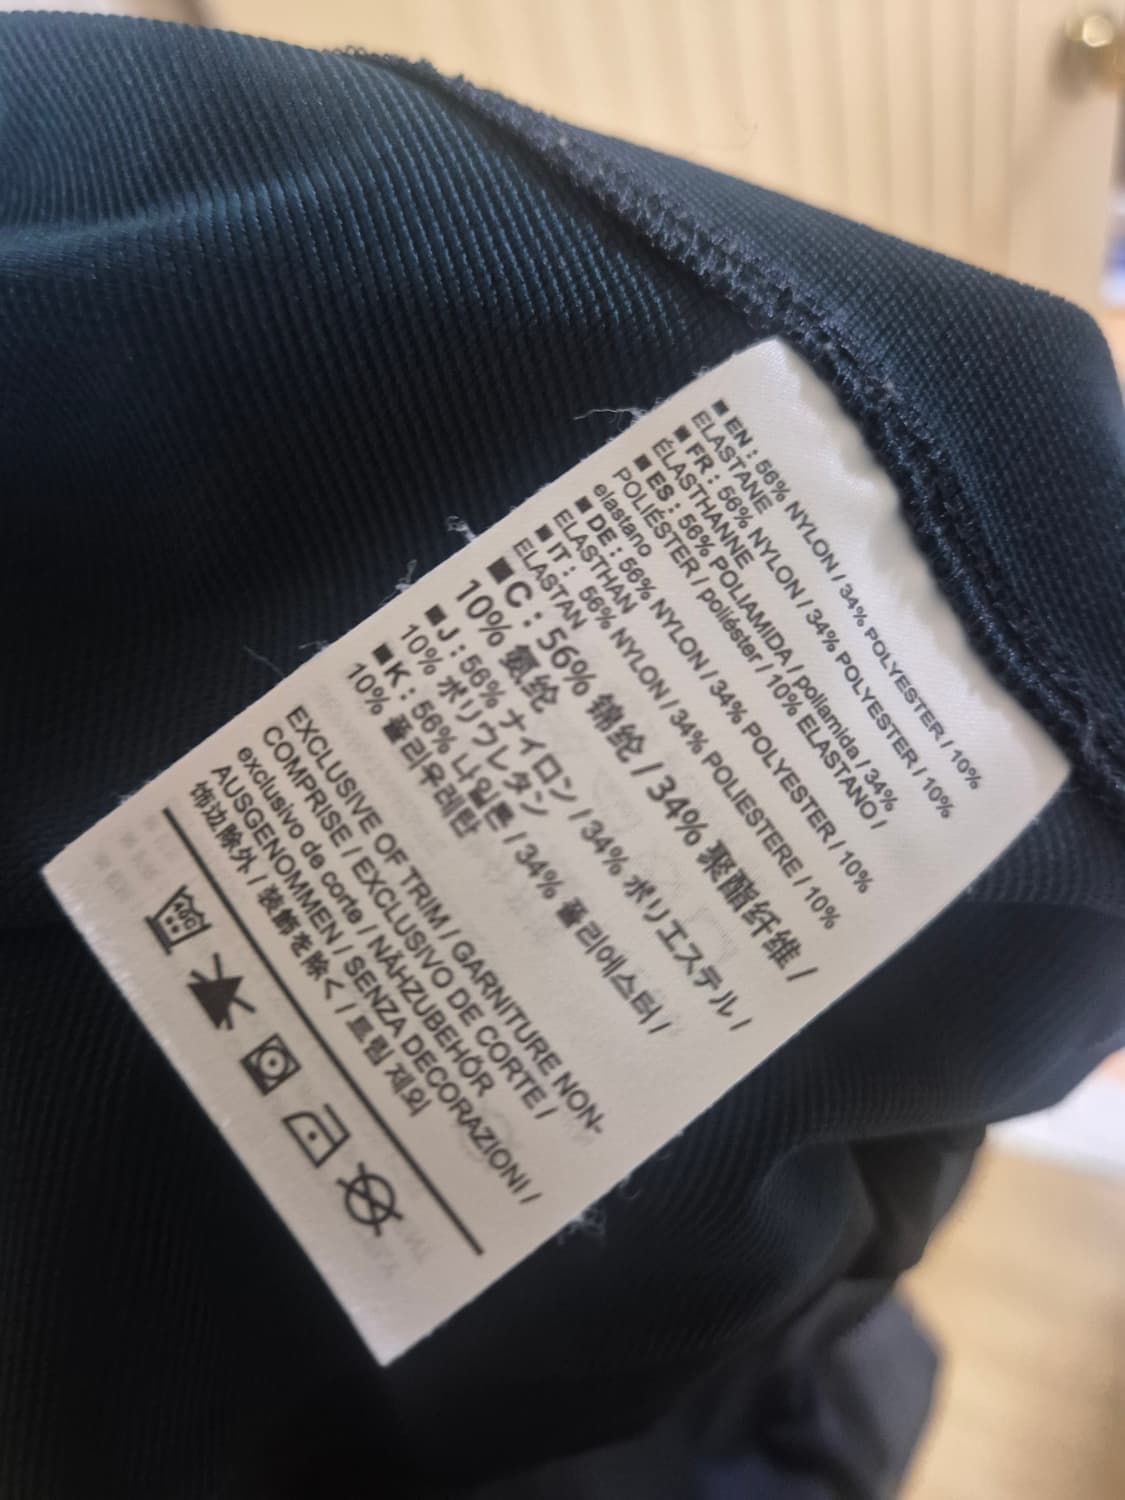 ■ EN : 56% NYLON / 34% POLYESTER / 10%
ELASTANE
■ FR : 56% NYLON / 34% POLYESTER / 10%
ÉLASTHANNE
■ ES : 56% POLIAMIDA / poliamida / 34%
POLIÉSTER / poliéster / 10% ELASTANO /
elastano
■ DE : 56% NYLON / 34% POLYESTER / 10%
ELASTHAN
■ IT : 56% NYLON / 34% POLIESTERE / 10%
ELASTAN
■ C : 56% 锦纶 / 34% 聚酯纤维 /
10% 氨纶
■ J : 56% ナイロン / 34% ポリエステル /
10% ポリウレタン
■ K : 56% 나일론 / 34% 폴리에스터 /
10% 폴리우레탄
EXCLUSIVE OF TRIM / GARNITURE NON-
COMPRISE / EXCLUSIVO DE CORTE /
exclusivo de corte / NÄHZUBEHÖR
AUSGENOMMEN / SENZA DECORAZIONI /
饰边除外 / 装飾を除く / 트림 제외